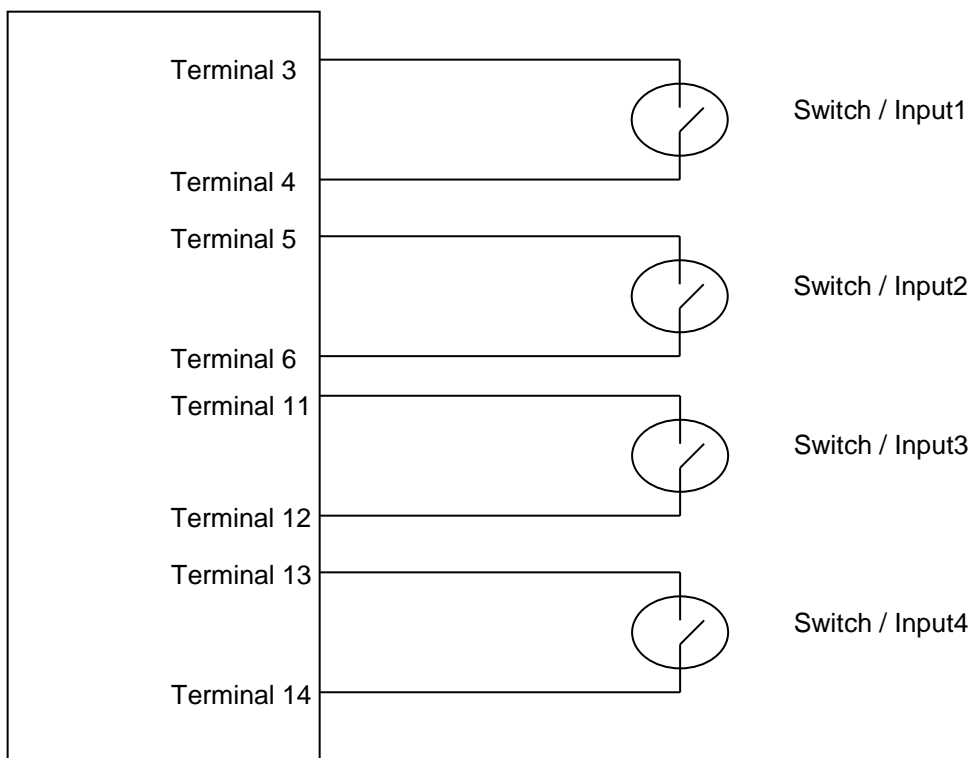 Terminal 3
Switch / Input1
Terminal 4
Terminal 5
Switch / Input2
Terminal 6
Terminal 11
Switch / Input3
Terminal 12
Terminal 13
Switch / Input4
Terminal 14